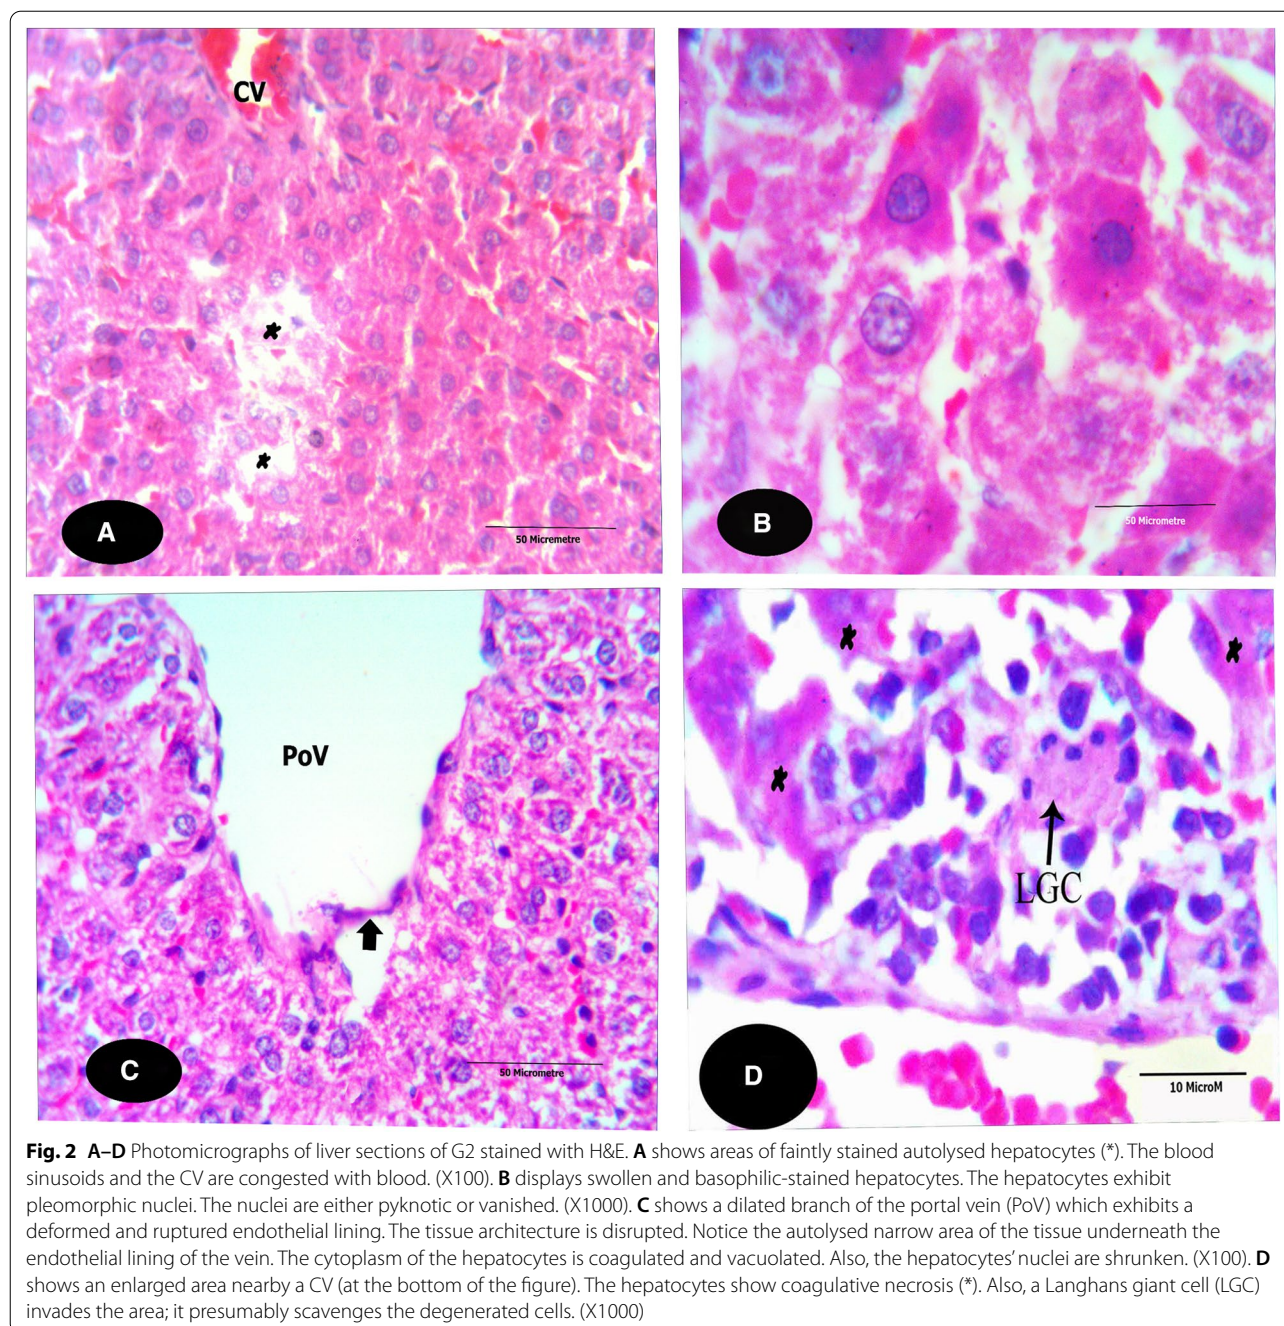 CV
*
*
A
50 Micremetre
B
50 Micrometre
PoV
C
50 Micrometre
*
*
*
LGC
D
10 MicroM
Fig. 2 A–D Photomicrographs of liver sections of G2 stained with H&E. A shows areas of faintly stained autolysed hepatocytes (*). The blood
sinusoids and the CV are congested with blood. (X100). B displays swollen and basophilic-stained hepatocytes. The hepatocytes exhibit
pleomorphic nuclei. The nuclei are either pyknotic or vanished. (X1000). C shows a dilated branch of the portal vein (PoV) which exhibits a
deformed and ruptured endothelial lining. The tissue architecture is disrupted. Notice the autolysed narrow area of the tissue underneath the
endothelial lining of the vein. The cytoplasm of the hepatocytes is coagulated and vacuolated. Also, the hepatocytes' nuclei are shrunken. (X100). D
shows an enlarged area nearby a CV (at the bottom of the figure). The hepatocytes show coagulative necrosis (*). Also, a Langhans giant cell (LGC)
invades the area; it presumably scavenges the degenerated cells. (X1000)